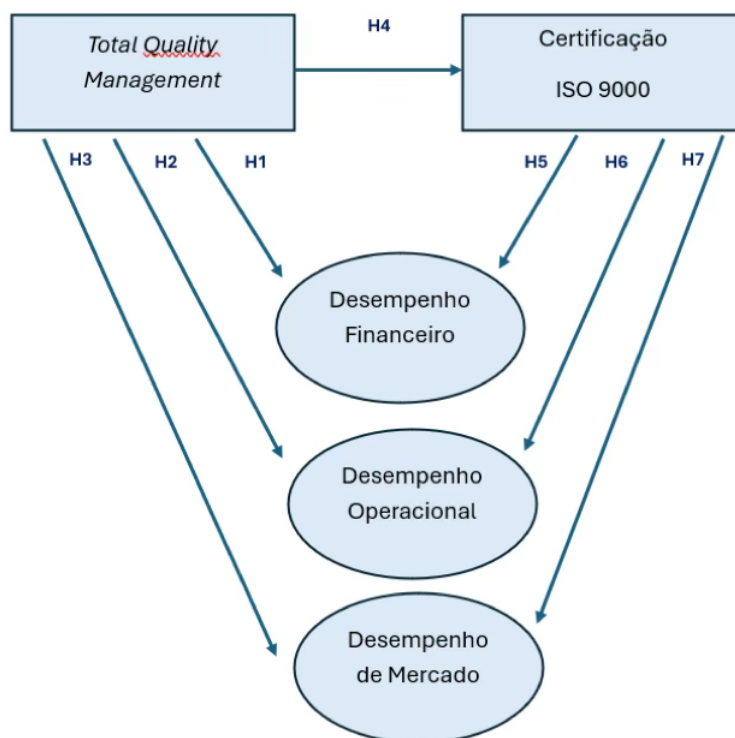 H4
Total Quality
Management
Certificação
ISO 9000
H3
H2
H1
H5
H6
H7
Desempenho
Financeiro
Desempenho
Operacional
Desempenho
de Mercado